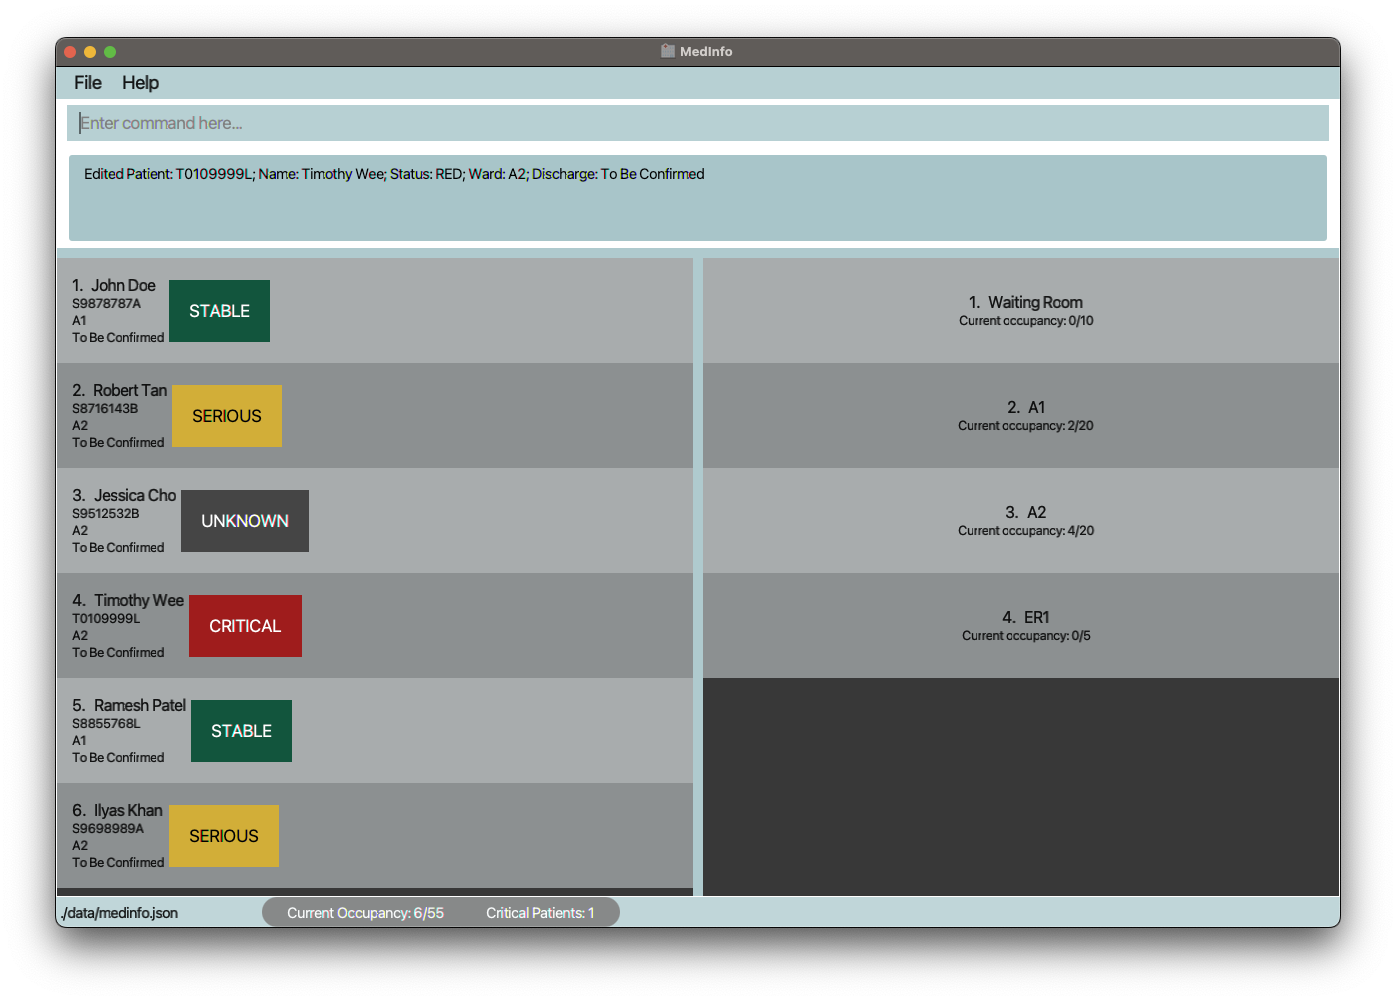 MedInfo
File Help
Enter command here...
Edited Patient: T0109999L; Name: Timothy Wee; Status: RED; Ward: A2; Discharge: To Be Confirmed
1. John Doe
S9878787A
A1
To Be Confirmed
STABLE
2. Robert Tan
S8716143B
A2
To Be Confirmed
SERIOUS
3. Jessica Cho
S9512532B
A2
To Be Confirmed
UNKNOWN
4. Timothy Wee
T0109999L
A2
To Be Confirmed
CRITICAL
5. Ramesh Patel
S8855768L
A1
To Be Confirmed
STABLE
6. Ilyas Khan
S9698989A
A2
To Be Confirmed
SERIOUS
1. Waiting Room
Current occupancy: 0/10
2. A1
Current occupancy: 2/20
3. A2
Current occupancy: 4/20
4. ER1
Current occupancy: 0/5
./data/medinfo.json
Current Occupancy: 6/55
Critical Patients: 1